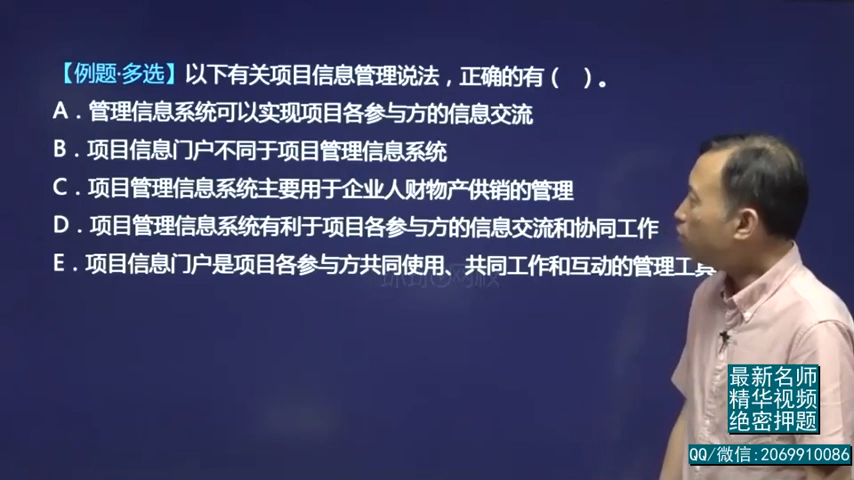 【例题·多选】以下有关项目信息管理说法，正确的有（ ）。
A．管理信息系统可以实现项目各参与方的信息交流
B．项目信息门户不同于项目管理信息系统
C．项目管理信息系统主要用于企业人财物产供销的管理
D．项目管理信息系统有利于项目各参与方的信息交流和协同工作
E．项目信息门户是项目各参与方共同使用、共同工作和互动的管理工具
环球网校
最新名师
精华视频
绝密押题
QQ/微信:2069910086